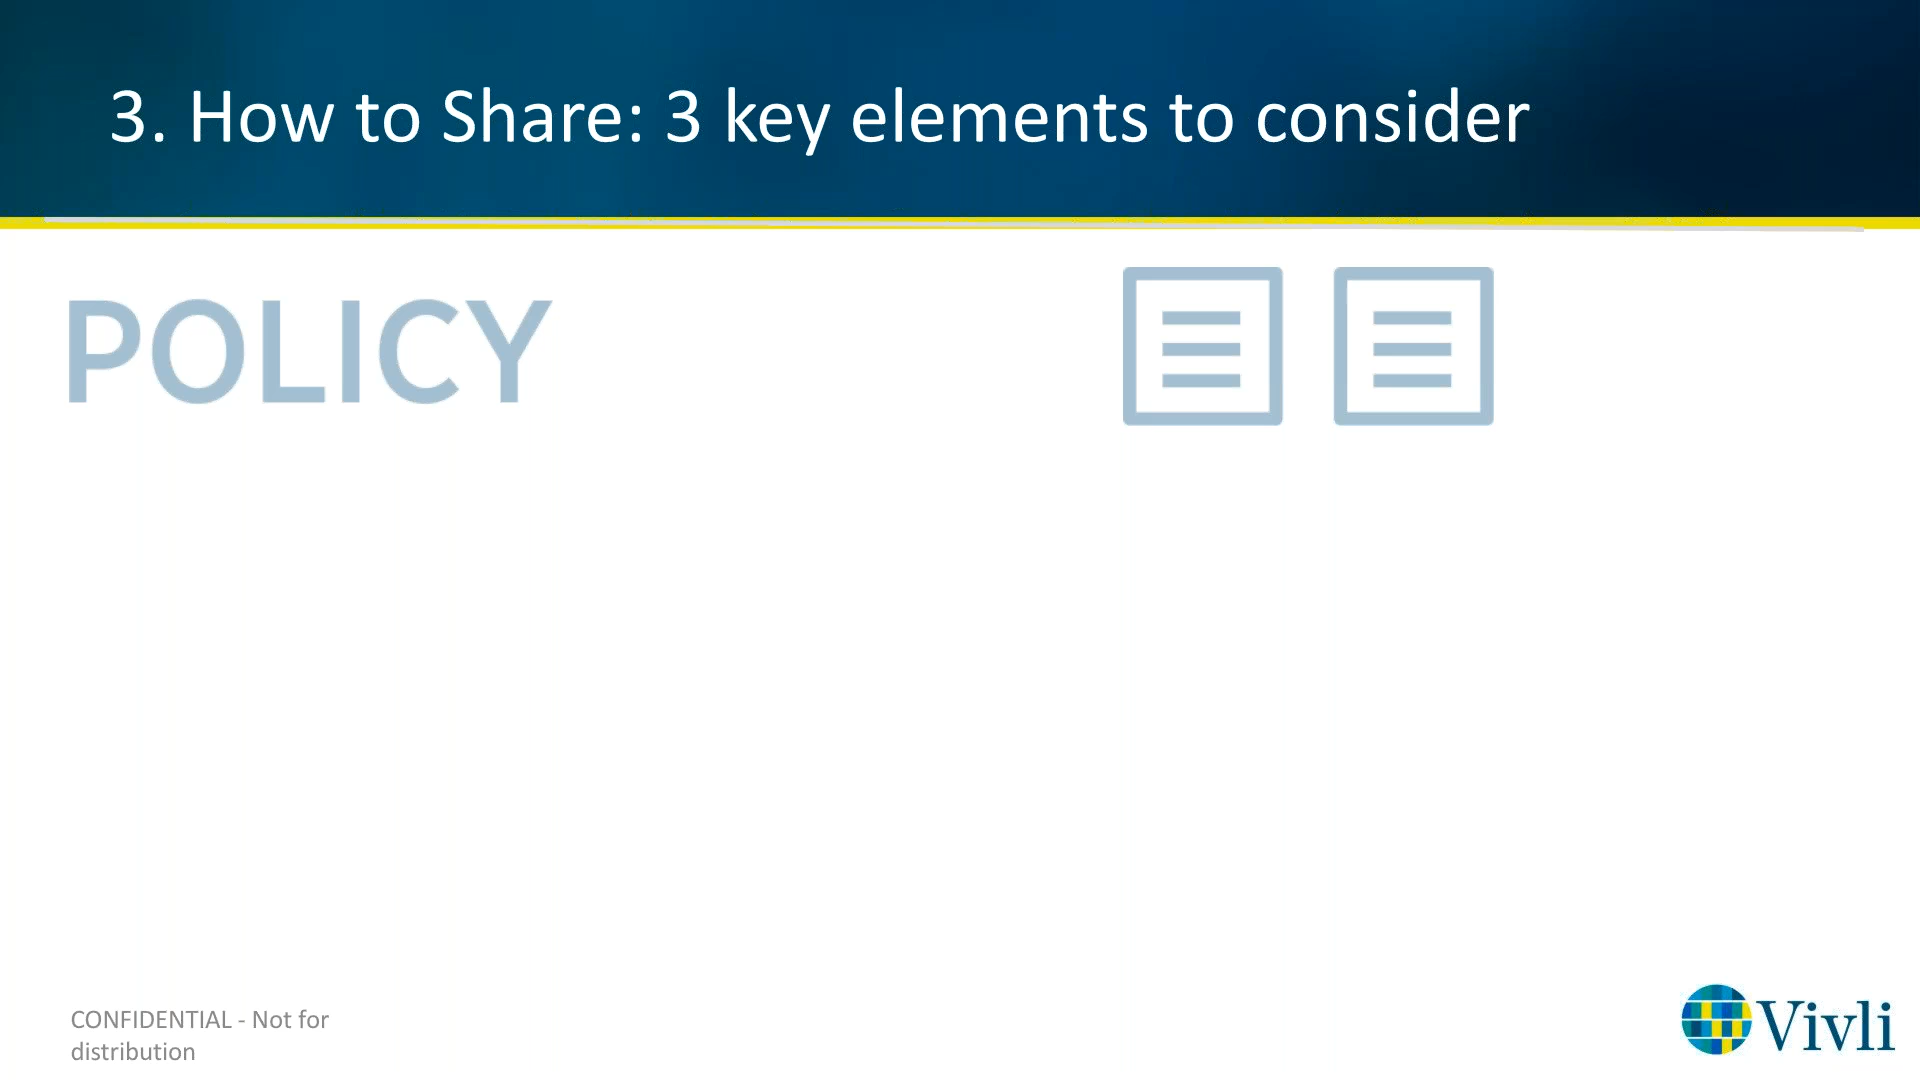 3. How to Share: 3 key elements to consider
POLICY
CONFIDENTIAL - Not for
distribution
Vivli